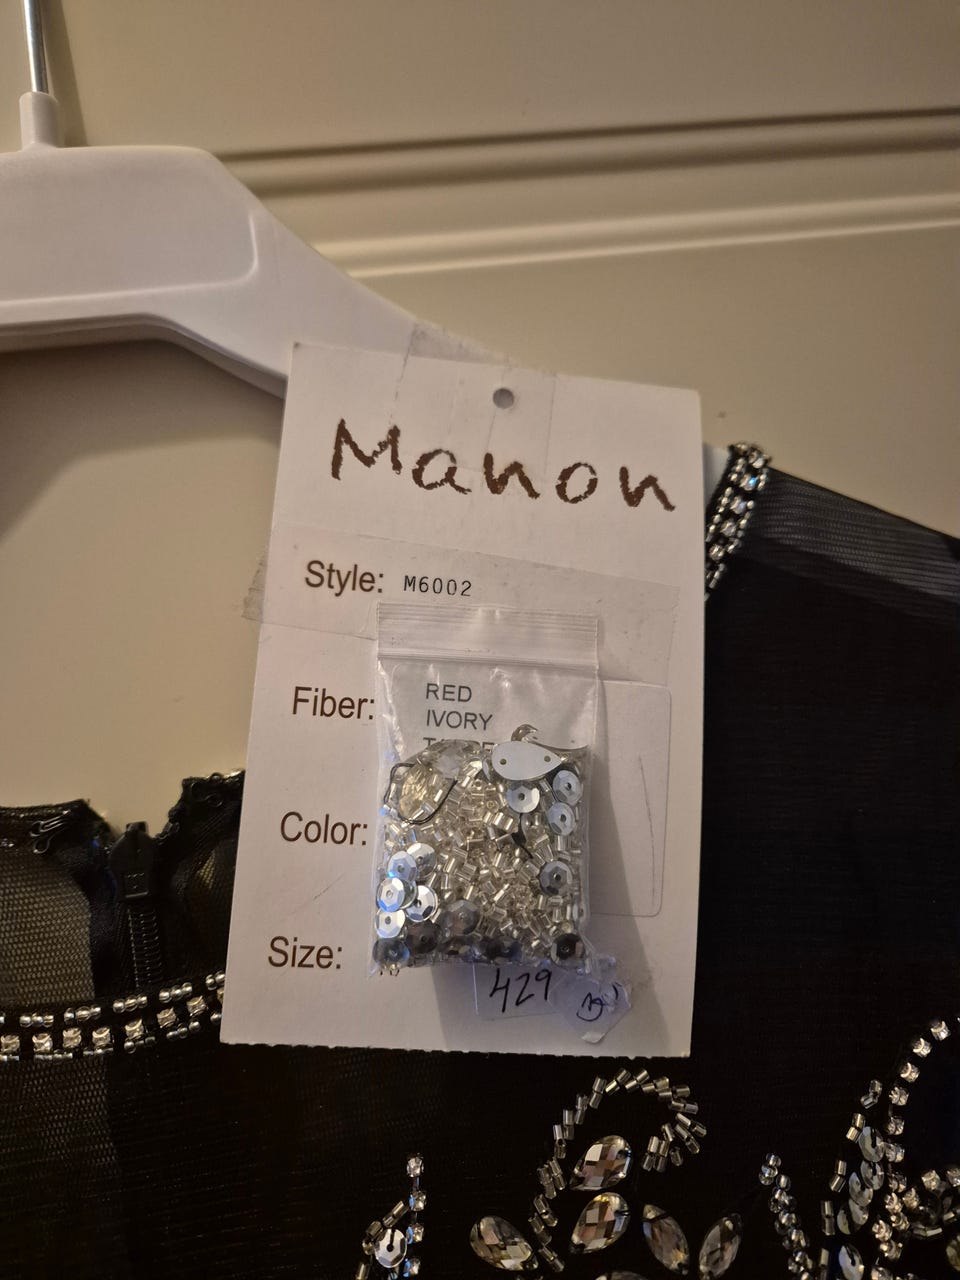 Manon
Style: M6002
Fiber:
RED
IVORY
Color:
Size:
429